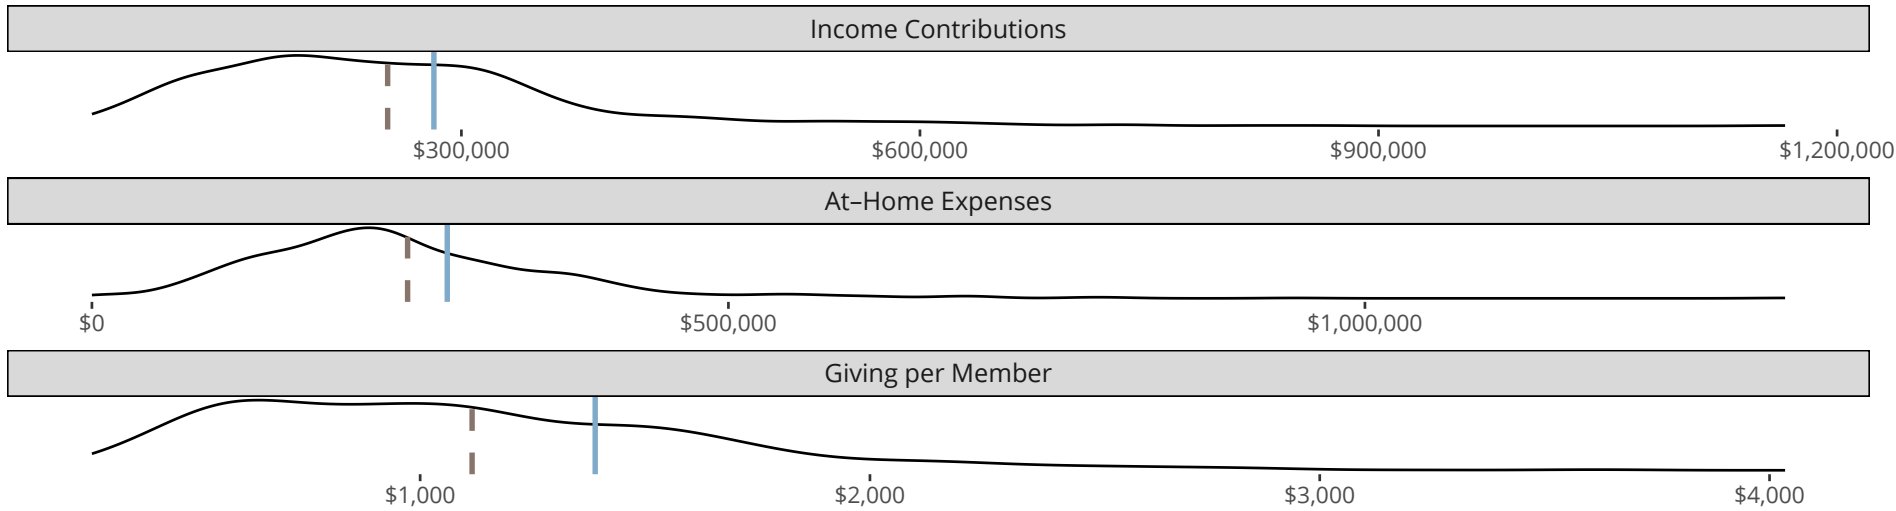 Income Contributions
$300,000 $600,000 $900,000 $1,200,000
At–Home Expenses
$0 $500,000 $1,000,000
Giving per Member
$1,000 $2,000 $3,000 $4,000